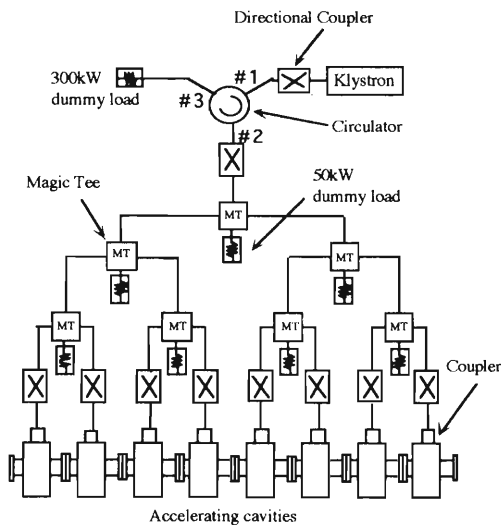 Directional Coupler
300kW
dummy load
#1
Klystron
#3
#2
Circulator
Magic Tee
50kW
dummy load
MT
MT
MT
MT
MT
MT
MT
Coupler
Accelerating cavities